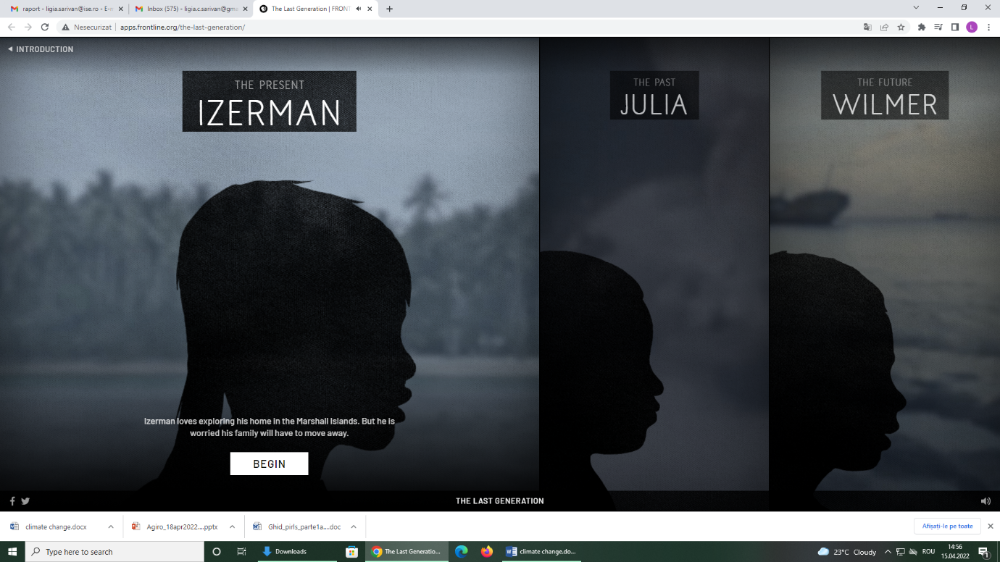 raport - ligia.sarivan@ise.ro - E-m
Inbox (575) - ligia.c.sarivan@gma
The Last Generation | FRONT
Nesecurizat
apps.frontline.org/the-last-generation/
L
INTRODUCTION
THE PRESENT
IZERMAN
THE PAST
JULIA
THE FUTURE
WILMER
Izerman loves exploring his home in the Marshall Islands. But he is
worried his family will have to move away.
BEGIN
THE LAST GENERATION
climate change.docx
Agiro_18apr2022....pptx
Ghid_pirls_parte1a....doc
Afișați-le pe toate
Type here to search
Downloads
The Last Generatio...
climate change.do...
23°C Cloudy
ROU
14:56
15.04.2022
1